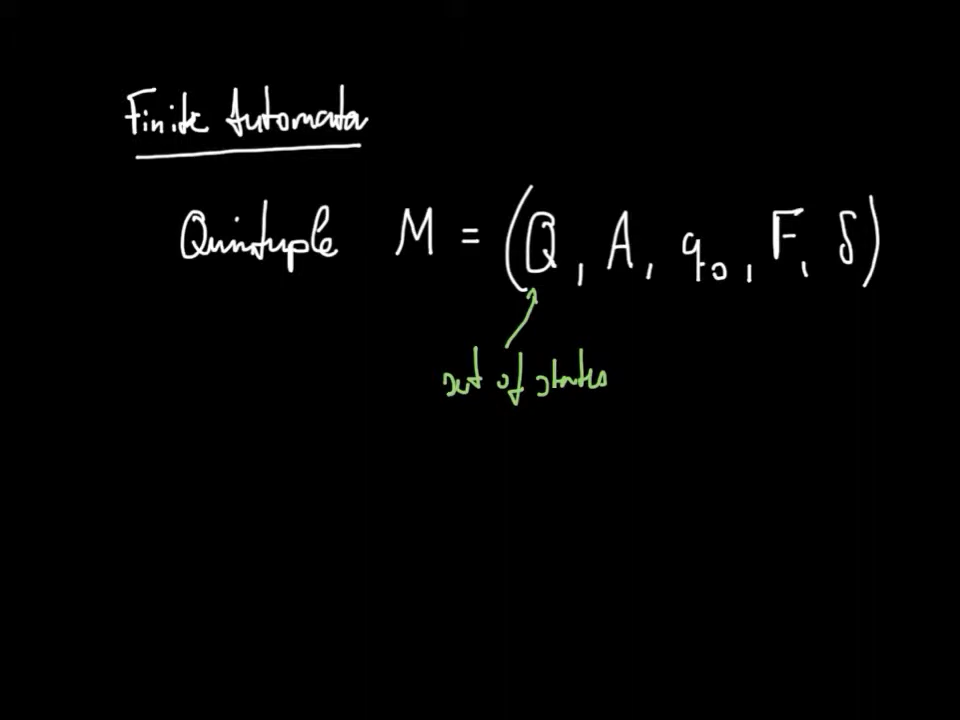 Finite Automata
Quintuple M = (Q, A, q₀, F, δ)
set of states